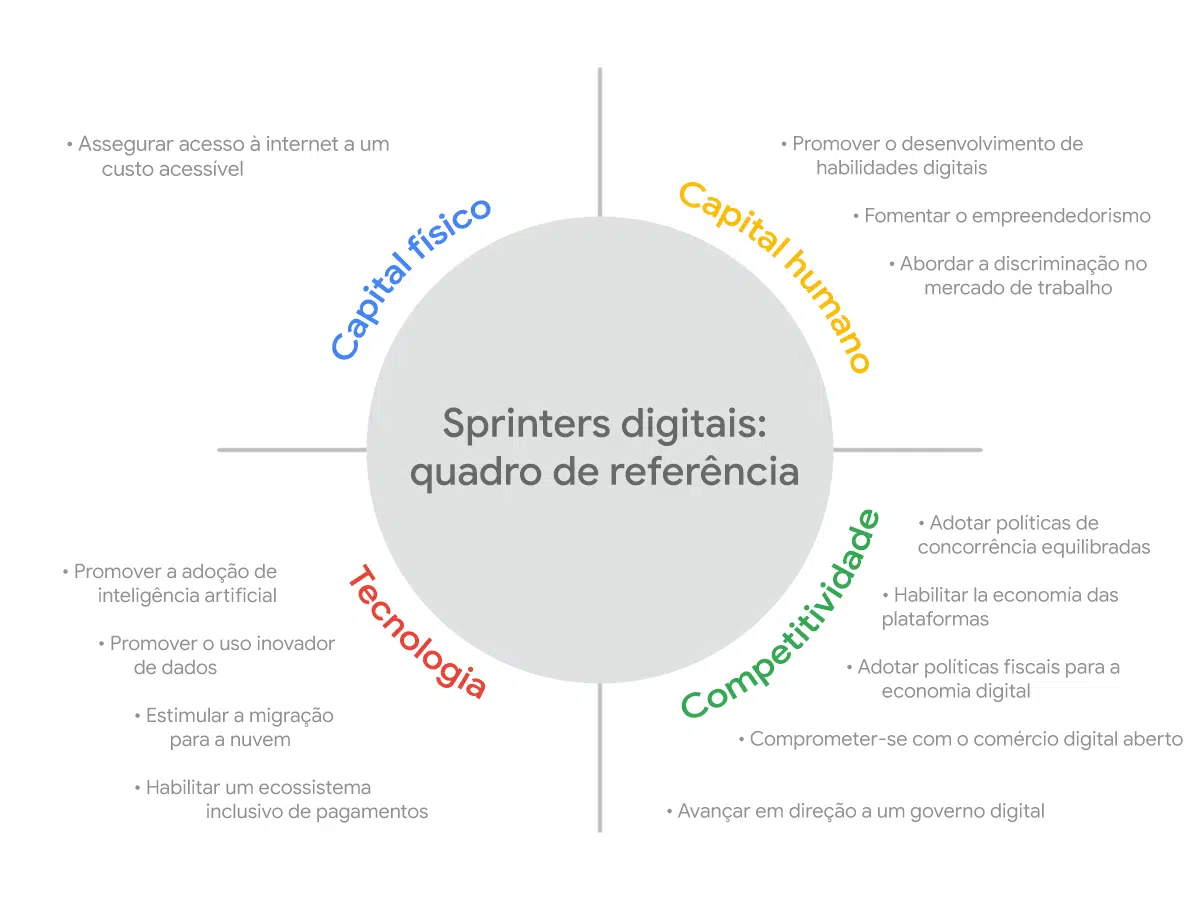 • Assegurar acesso à internet a um
custo acessível
Capital físico
• Promover o desenvolvimento de
habilidades digitais
• Fomentar o empreendedorismo
• Abordar a discriminação no
mercado de trabalho
Capital humano
Sprinters digitais:
quadro de referência
• Promover a adoção de
inteligência artificial
• Promover o uso inovador
de dados
• Estimular a migração
para a nuvem
• Habilitar um ecossistema
inclusivo de pagamentos
Tecnologia
• Adotar políticas de
concorrência equilibradas
• Habilitar la economía das
plataformas
• Adotar políticas fiscais para a
economia digital
• Comprometer-se com o comércio digital aberto
• Avançar em direção a um governo digital
Competitividade